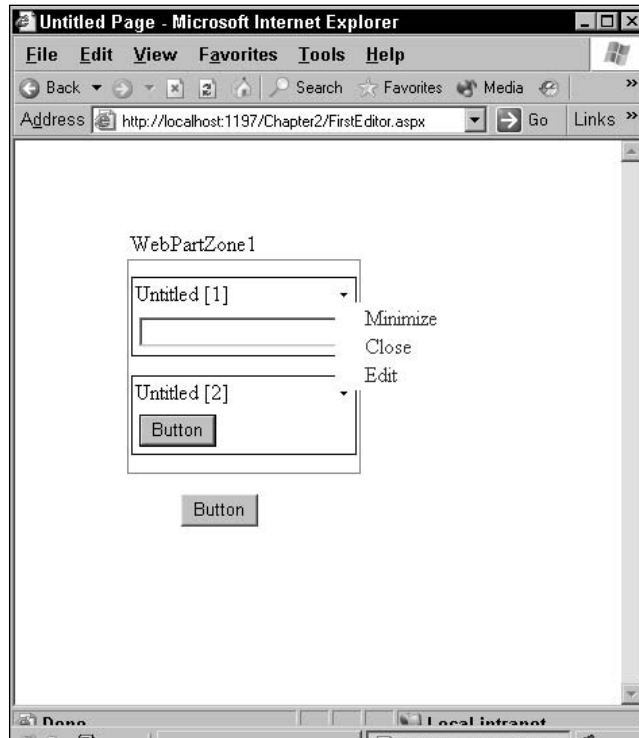 Untitled Page - Microsoft Internet Explorer
File Edit View Favorites Tools Help
Back Search Favorites Media
Address http://localhost:1197/Chapter2/FirstEditor.aspx Go Links »
WebPartZone1
Untitled [1]
Minimize
Close
Edit
Untitled [2]
Button
Button
Done Local intranet